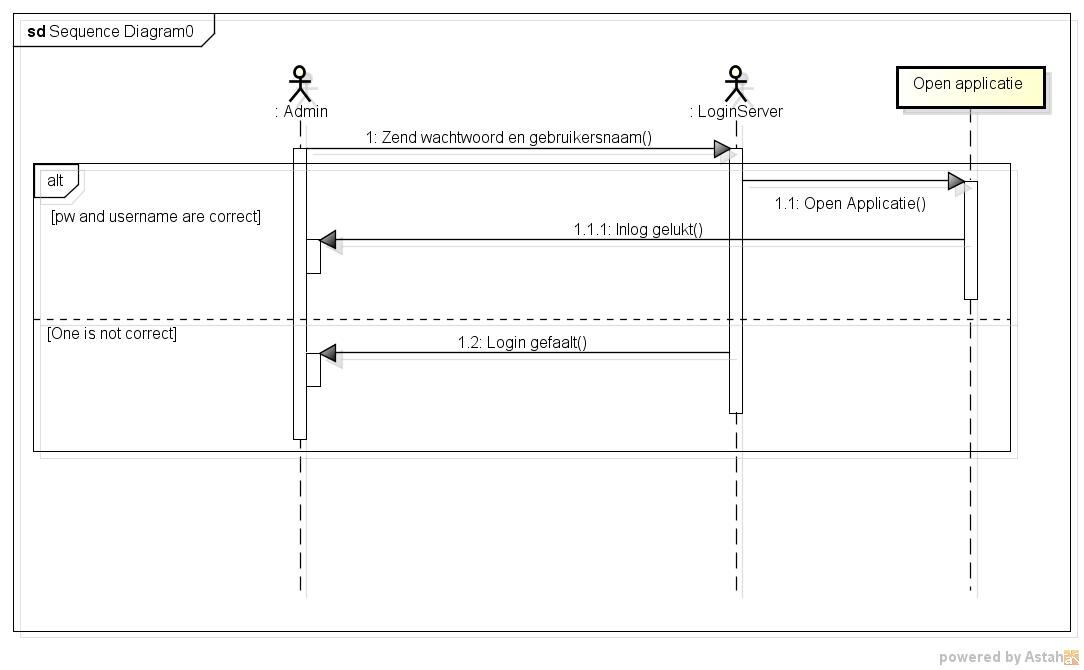 sd Sequence Diagram0
Open applicatie
: Admin
: LoginServer
1: Zend wachtwoord en gebruikersnaam()
alt
1.1: Open Applicatie()
[pw and username are correct]
1.1.1: Inlog gelukt()
[One is not correct]
1.2: Login gefaalt()
powered by Astah